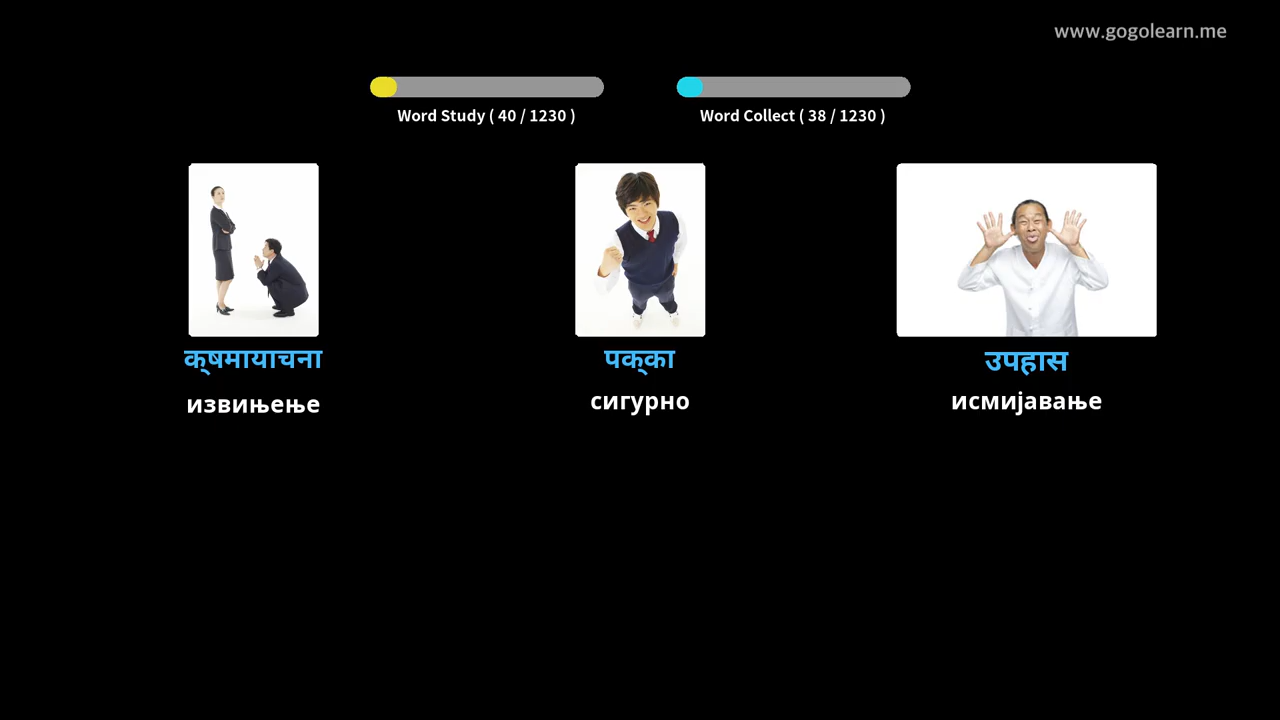 www.gogolearn.me
Word Study ( 40 / 1230 )
Word Collect ( 38 / 1230 )
क्षमायाचना
извињење
पक्का
сигурно
उपहास
исмијавање